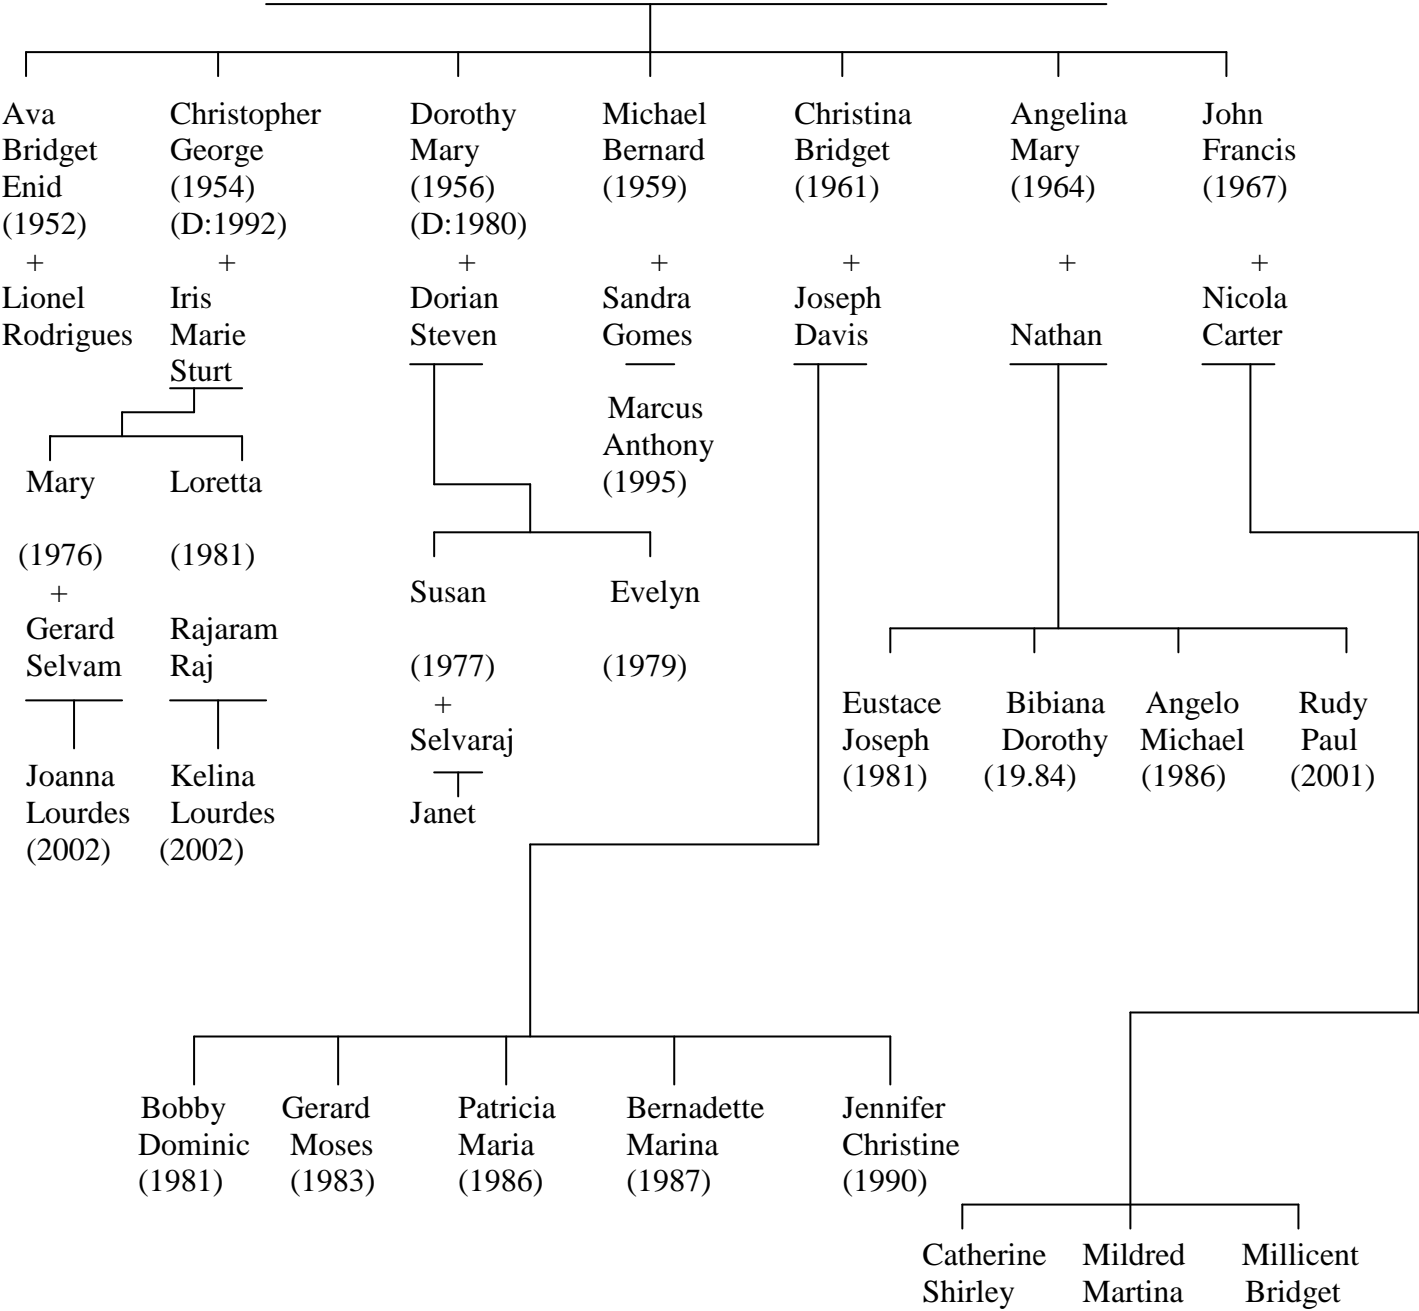 Ava
Bridget
Enid
(1952)
+
Lionel
Rodrigues
Christopher
George
(1954)
(D:1992)
+
Iris
Marie
Sturt
Dorothy
Mary
(1956)
(D:1980)
+
Dorian
Steven
Michael
Bernard
(1959)
+
Sandra
Gomes
Christina
Bridget
(1961)
+
Joseph
Davis
Angelina
Mary
(1964)
+
Nathan
John
Francis
(1967)
+
Nicola
Carter
Mary
(1976)
+
Gerard
Selvam
Loretta
(1981)
Rajaram
Raj
Joanna
Lourdes
(2002)
Kelina
Lourdes
(2002)
Susan
(1977)
+
Selvaraj
Janet
Evelyn
(1979)
Marcus
Anthony
(1995)
Eustace
Joseph
(1981)
Bibiana
Dorothy
(19.84)
Angelo
Michael
(1986)
Rudy
Paul
(2001)
Bobby
Dominic
(1981)
Gerard
Moses
(1983)
Patricia
Maria
(1986)
Bernadette
Marina
(1987)
Jennifer
Christine
(1990)
Catherine
Shirley
Mildred
Martina
Millicent
Bridget